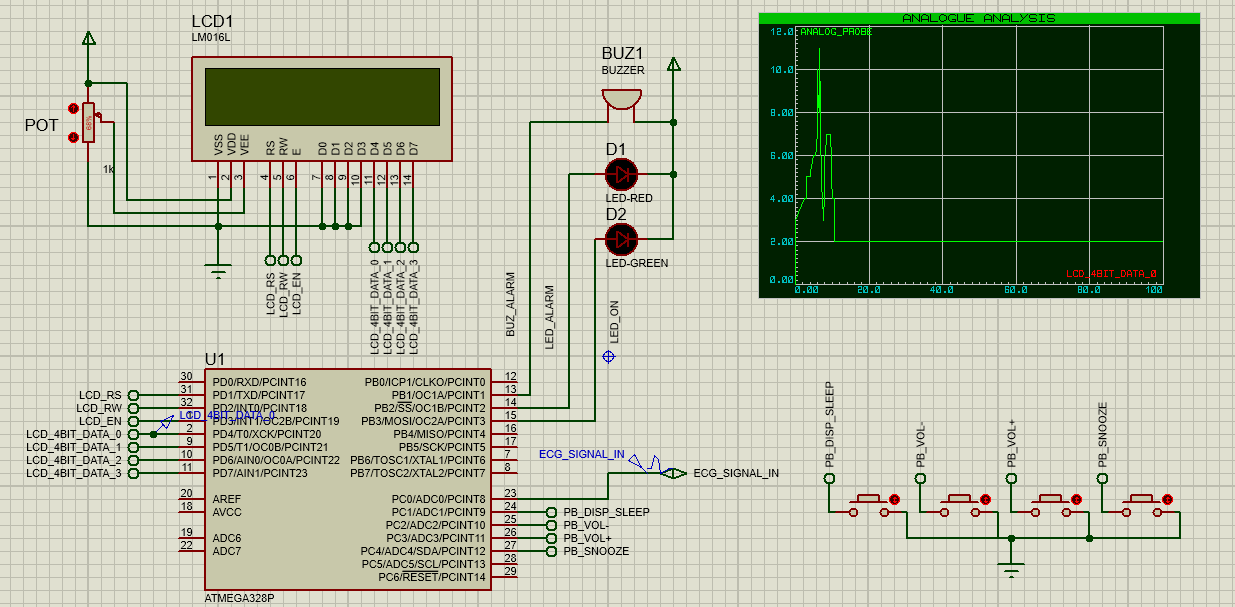 LCD1
LM016L
POT
68%
1k
VSS
VDD
VEE
RS
RW
E
D0
D1
D2
D3
D4
D5
D6
D7
1
2
3
4
5
6
7
8
9
10
11
12
13
14
LCD_RS
LCD_RW
LCD_EN
LCD_4BIT_DATA_0
LCD_4BIT_DATA_1
LCD_4BIT_DATA_2
LCD_4BIT_DATA_3
BUZ1
BUZZER
D1
LED-RED
D2
LED-GREEN
BUZ_ALARM
LED_ALARM
LED_ON
ANALOGUE ANALYSIS
ANALOG_PROBE
12.0
10.0
8.00
6.00
4.00
2.00
0.00
LCD_4BIT_DATA_0
0.00 20.0 40.0 60.0 80.0 100
U1
30 PD0/RXD/PCINT16
31 PD1/TXD/PCINT17
32 PD2/INT0/PCINT18
1 PD3/INT1/OC2B/PCINT19
2 PD4/T0/XCK/PCINT20
9 PD5/T1/OC0B/PCINT21
10 PD6/AIN0/OC0A/PCINT22
11 PD7/AIN1/PCINT23
20 AREF
18 AVCC
19 ADC6
22 ADC7
LCD_RS
LCD_RW
LCD_EN
LCD_4BIT_DATA_0
LCD_4BIT_DATA_0
LCD_4BIT_DATA_1
LCD_4BIT_DATA_2
LCD_4BIT_DATA_3
PB0/ICP1/CLKO/PCINT0 12
PB1/OC1A/PCINT1 13
PB2/SS/OC1B/PCINT2 14
PB3/MOSI/OC2A/PCINT3 15
PB4/MISO/PCINT4 16
PB5/SCK/PCINT5 17
PB6/TOSC1/XTAL1/PCINT6 7
PB7/TOSC2/XTAL2/PCINT7 8
PC0/ADC0/PCINT8 23
PC1/ADC1/PCINT9 24
PC2/ADC2/PCINT10 25
PC3/ADC3/PCINT11 26
PC4/ADC4/SDA/PCINT12 27
PC5/ADC5/SCL/PCINT13 28
PC6/RESET/PCINT14 29
ATMEGA328P
ECG_SIGNAL_IN
ECG_SIGNAL_IN
PB_DISP_SLEEP
PB_VOL-
PB_VOL+
PB_SNOOZE
PB_DISP_SLEEP
PB_VOL-
PB_VOL+
PB_SNOOZE